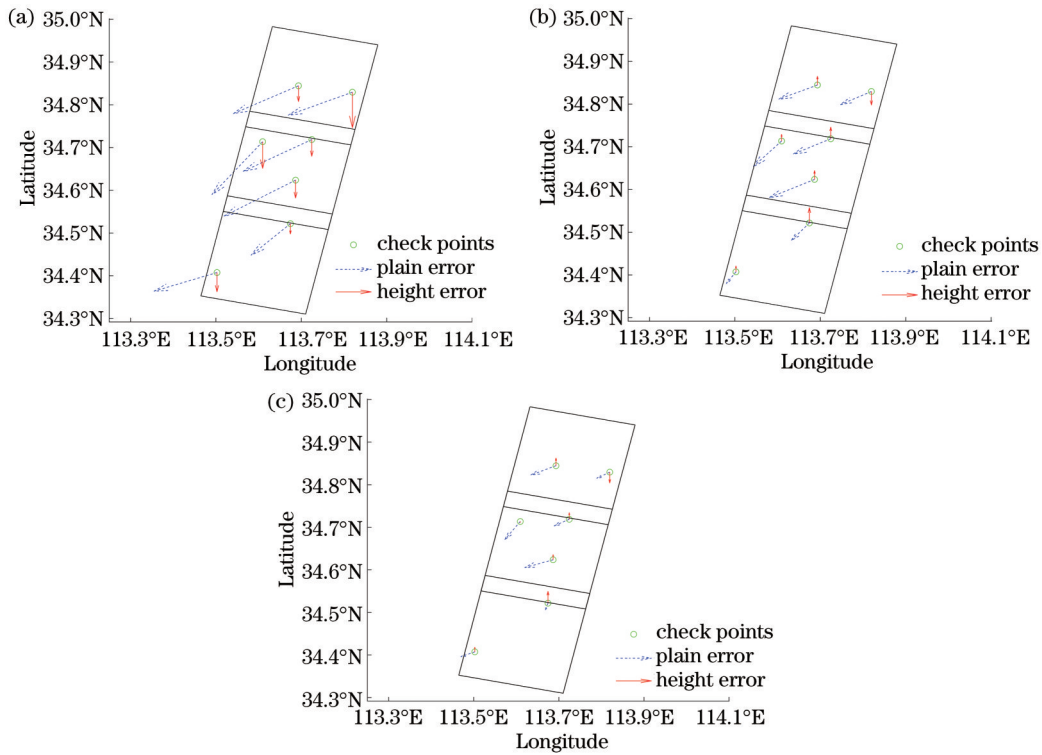 (a)
35.0°N
34.9°N
34.8°N
34.7°N
34.6°N
34.5°N
34.4°N
34.3°N
Latitude
check points
plain error
height error
113.3°E 113.5°E 113.7°E 113.9°E 114.1°E
Longitude
(b)
35.0°N
34.9°N
34.8°N
34.7°N
34.6°N
34.5°N
34.4°N
34.3°N
Latitude
check points
plain error
height error
113.3°E 113.5°E 113.7°E 113.9°E 114.1°E
Longitude
(c)
35.0°N
34.9°N
34.8°N
34.7°N
34.6°N
34.5°N
34.4°N
34.3°N
Latitude
check points
plain error
height error
113.3°E 113.5°E 113.7°E 113.9°E 114.1°E
Longitude